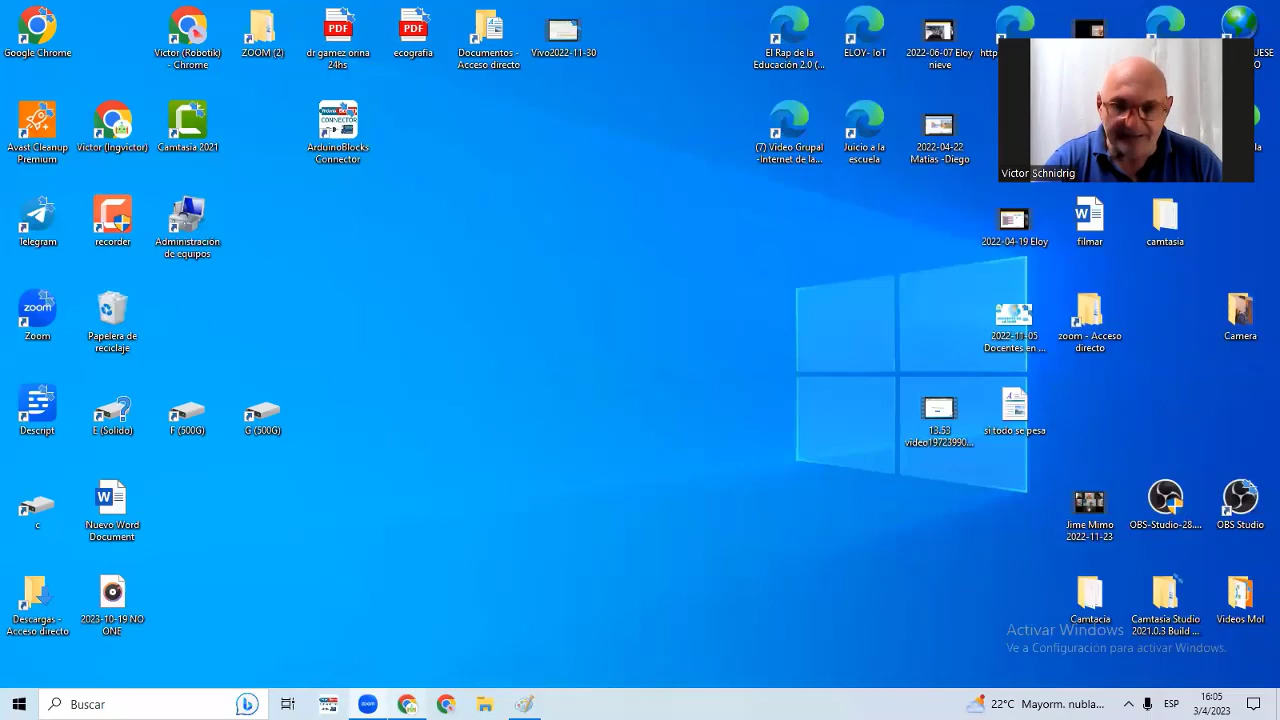 Google Chrome
Victor (Robotik)
- Chrome
ZOOM (2)
PDF
dr gamez orina
24hs
PDF
ecografia
Documentos -
Acceso directo
Vivo2022-11-30
El Rap de la
Educación 2.0 (...
ELOY- IoT
2022-06-07 Eloy
nieve
http
Avast Cleanup
Premium
Victor (Ingvictor)
Camtasia 2021
CONNECTOR
ArduinoBlocks
Connector
(7) Video Grupal
-Internet de la...
Juicio a la
escuela
2022-04-22
Matias -Diego
Victor Schnidrig
Telegram
recorder
Administración
de equipos
2022-04-19 Eloy
filmar
camtasia
zoom
Zoom
Papelera de
reciclaje
2022-11-05
Docentes en ...
zoom - Acceso
directo
Camera
Descript
E (Solido)
F (500G)
G (500G)
13.53
video19723990...
si todo se pesa
c
Nuevo Word
Document
Jime Mimo
2022-11-23
OBS-Studio-28....
OBS Studio
Descargas -
Acceso directo
2023-10-19 NO
ONE
Camtacia
Camtasia Studio
2021.0.3 Build ...
Videos Mol
Activar Windows
Ve a Configuración para activar Windows.
Buscar
zoom
22°C Mayorm. nubla...
ESP
16:05
3/4/2023